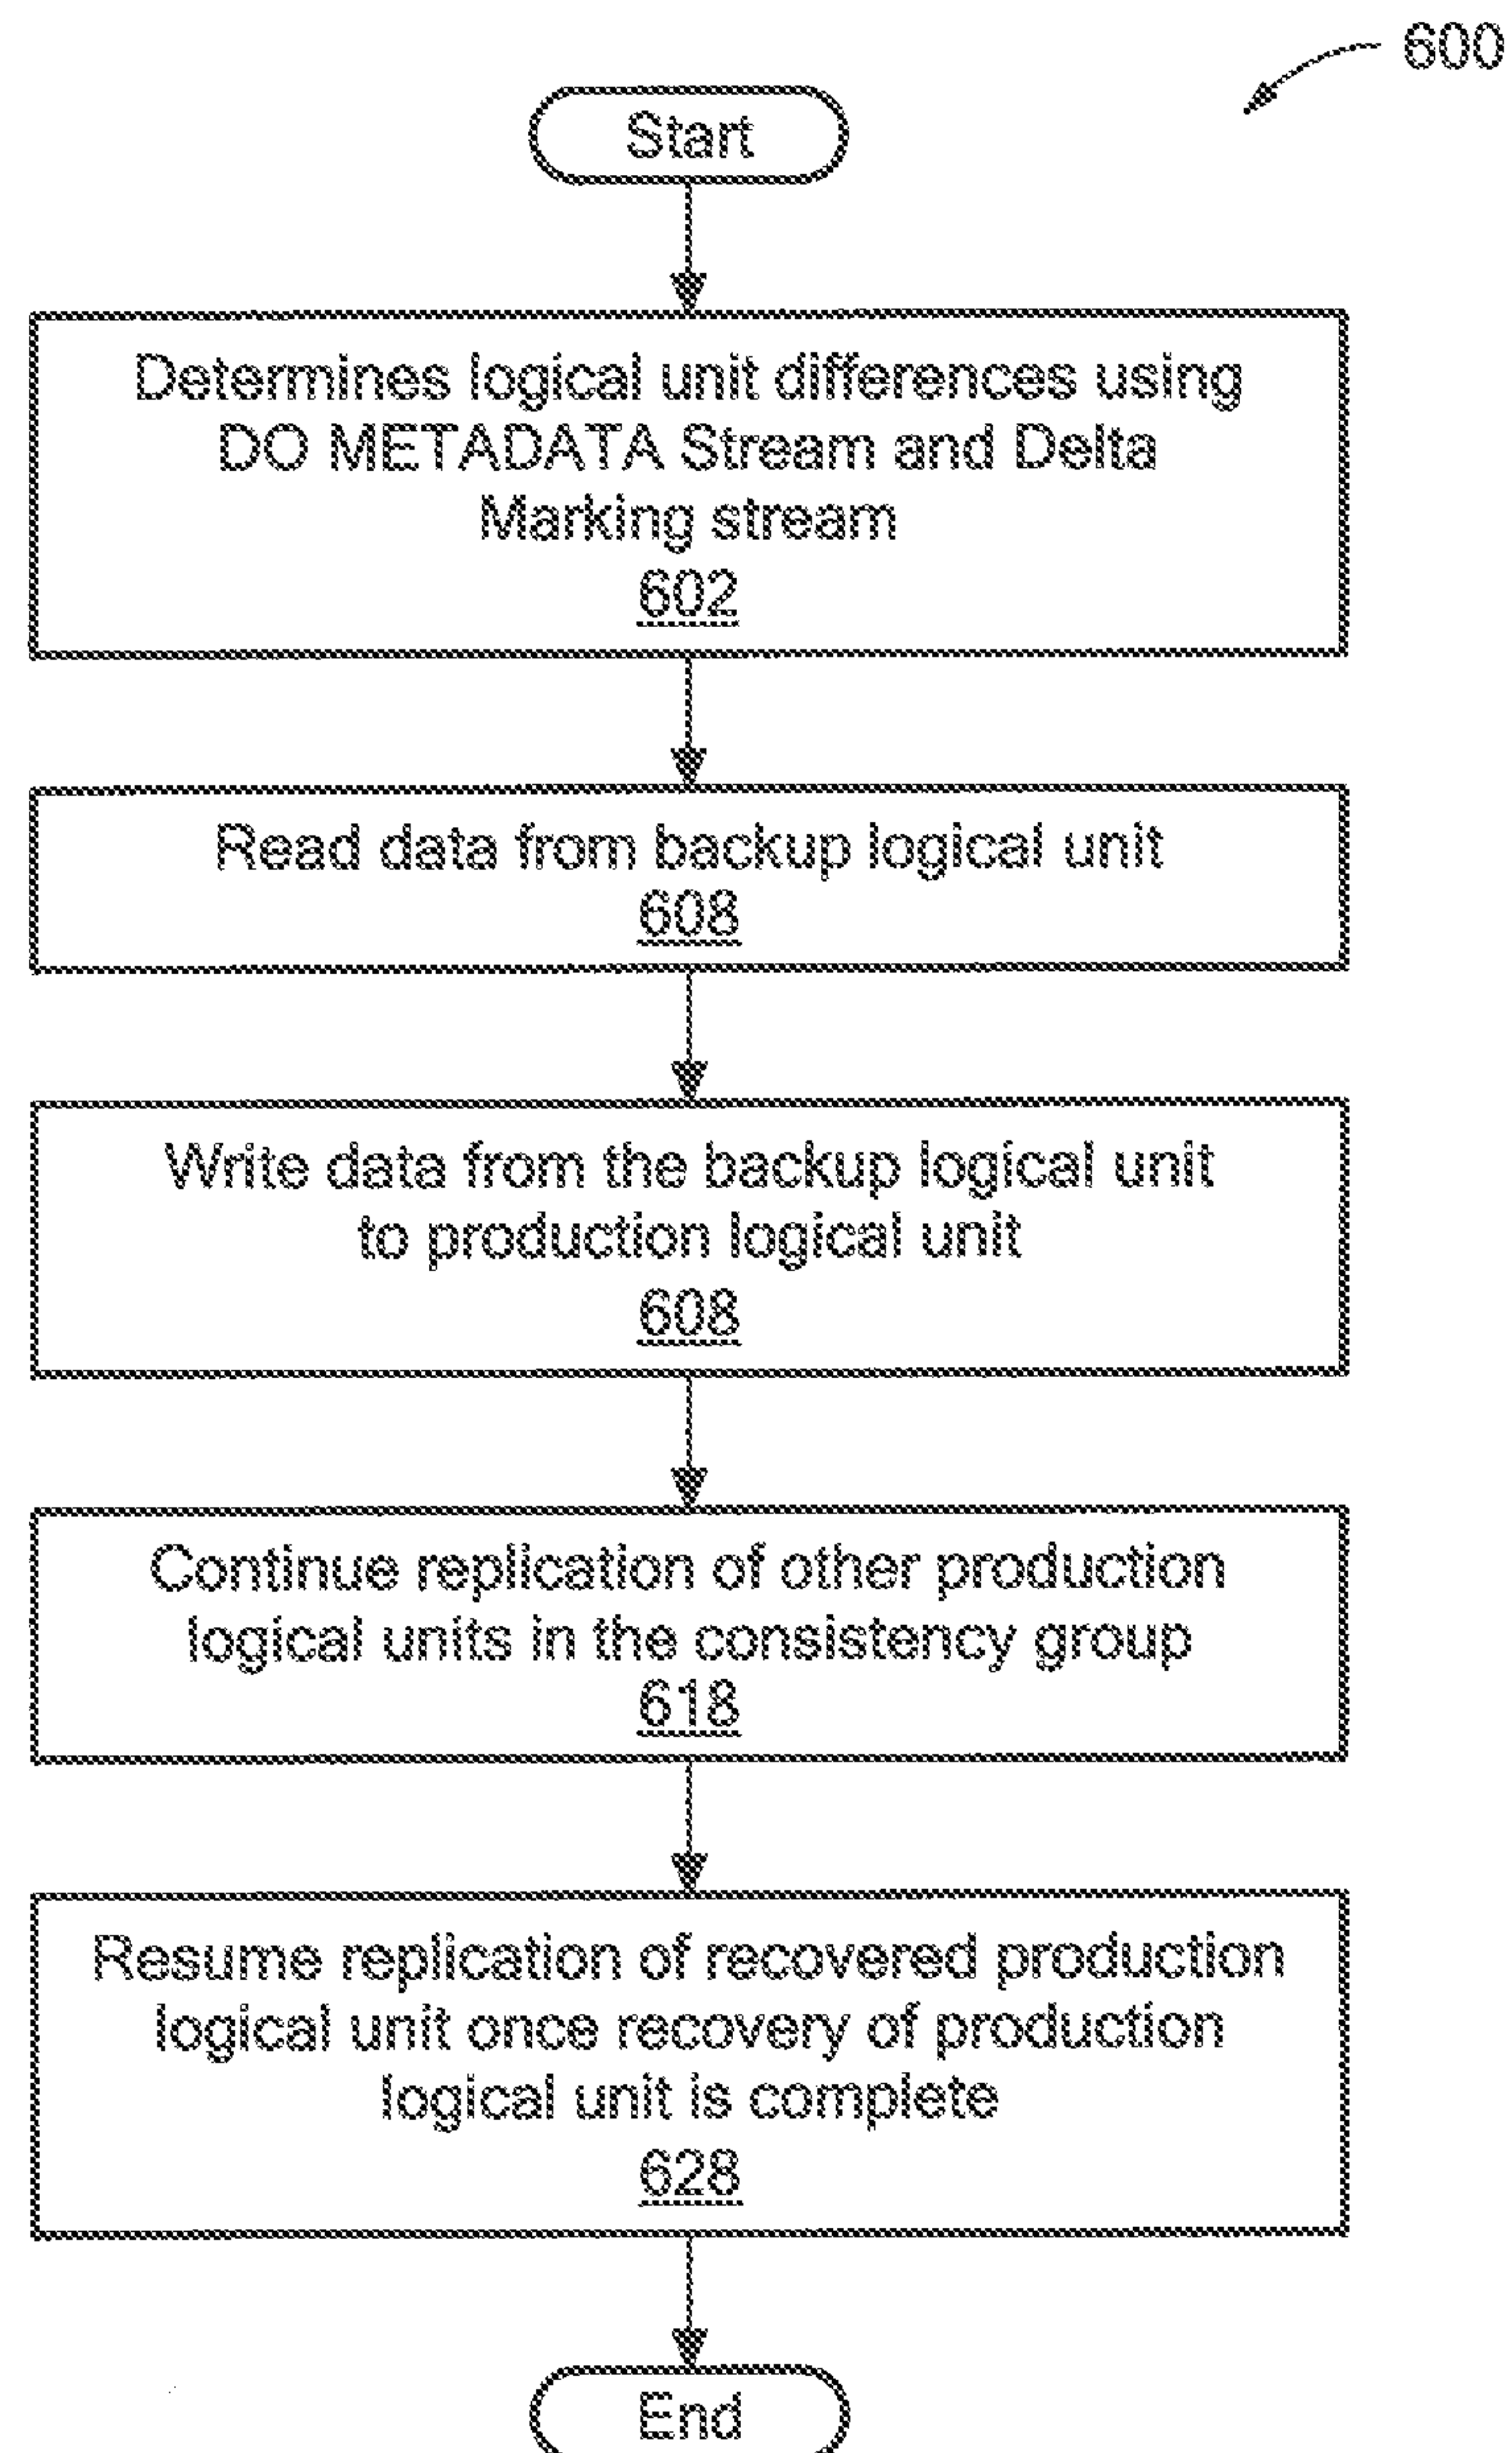 600
Start
Determines logical unit differences using
DO METADATA Stream and Delta
Marking stream
602
Read data from backup logical unit
608
Write data from the backup logical unit
to production logical unit
608
Continue replication of other production
logical units in the consistency group
618
Resume replication of recovered production
logical unit once recovery of production
logical unit is complete
628
End